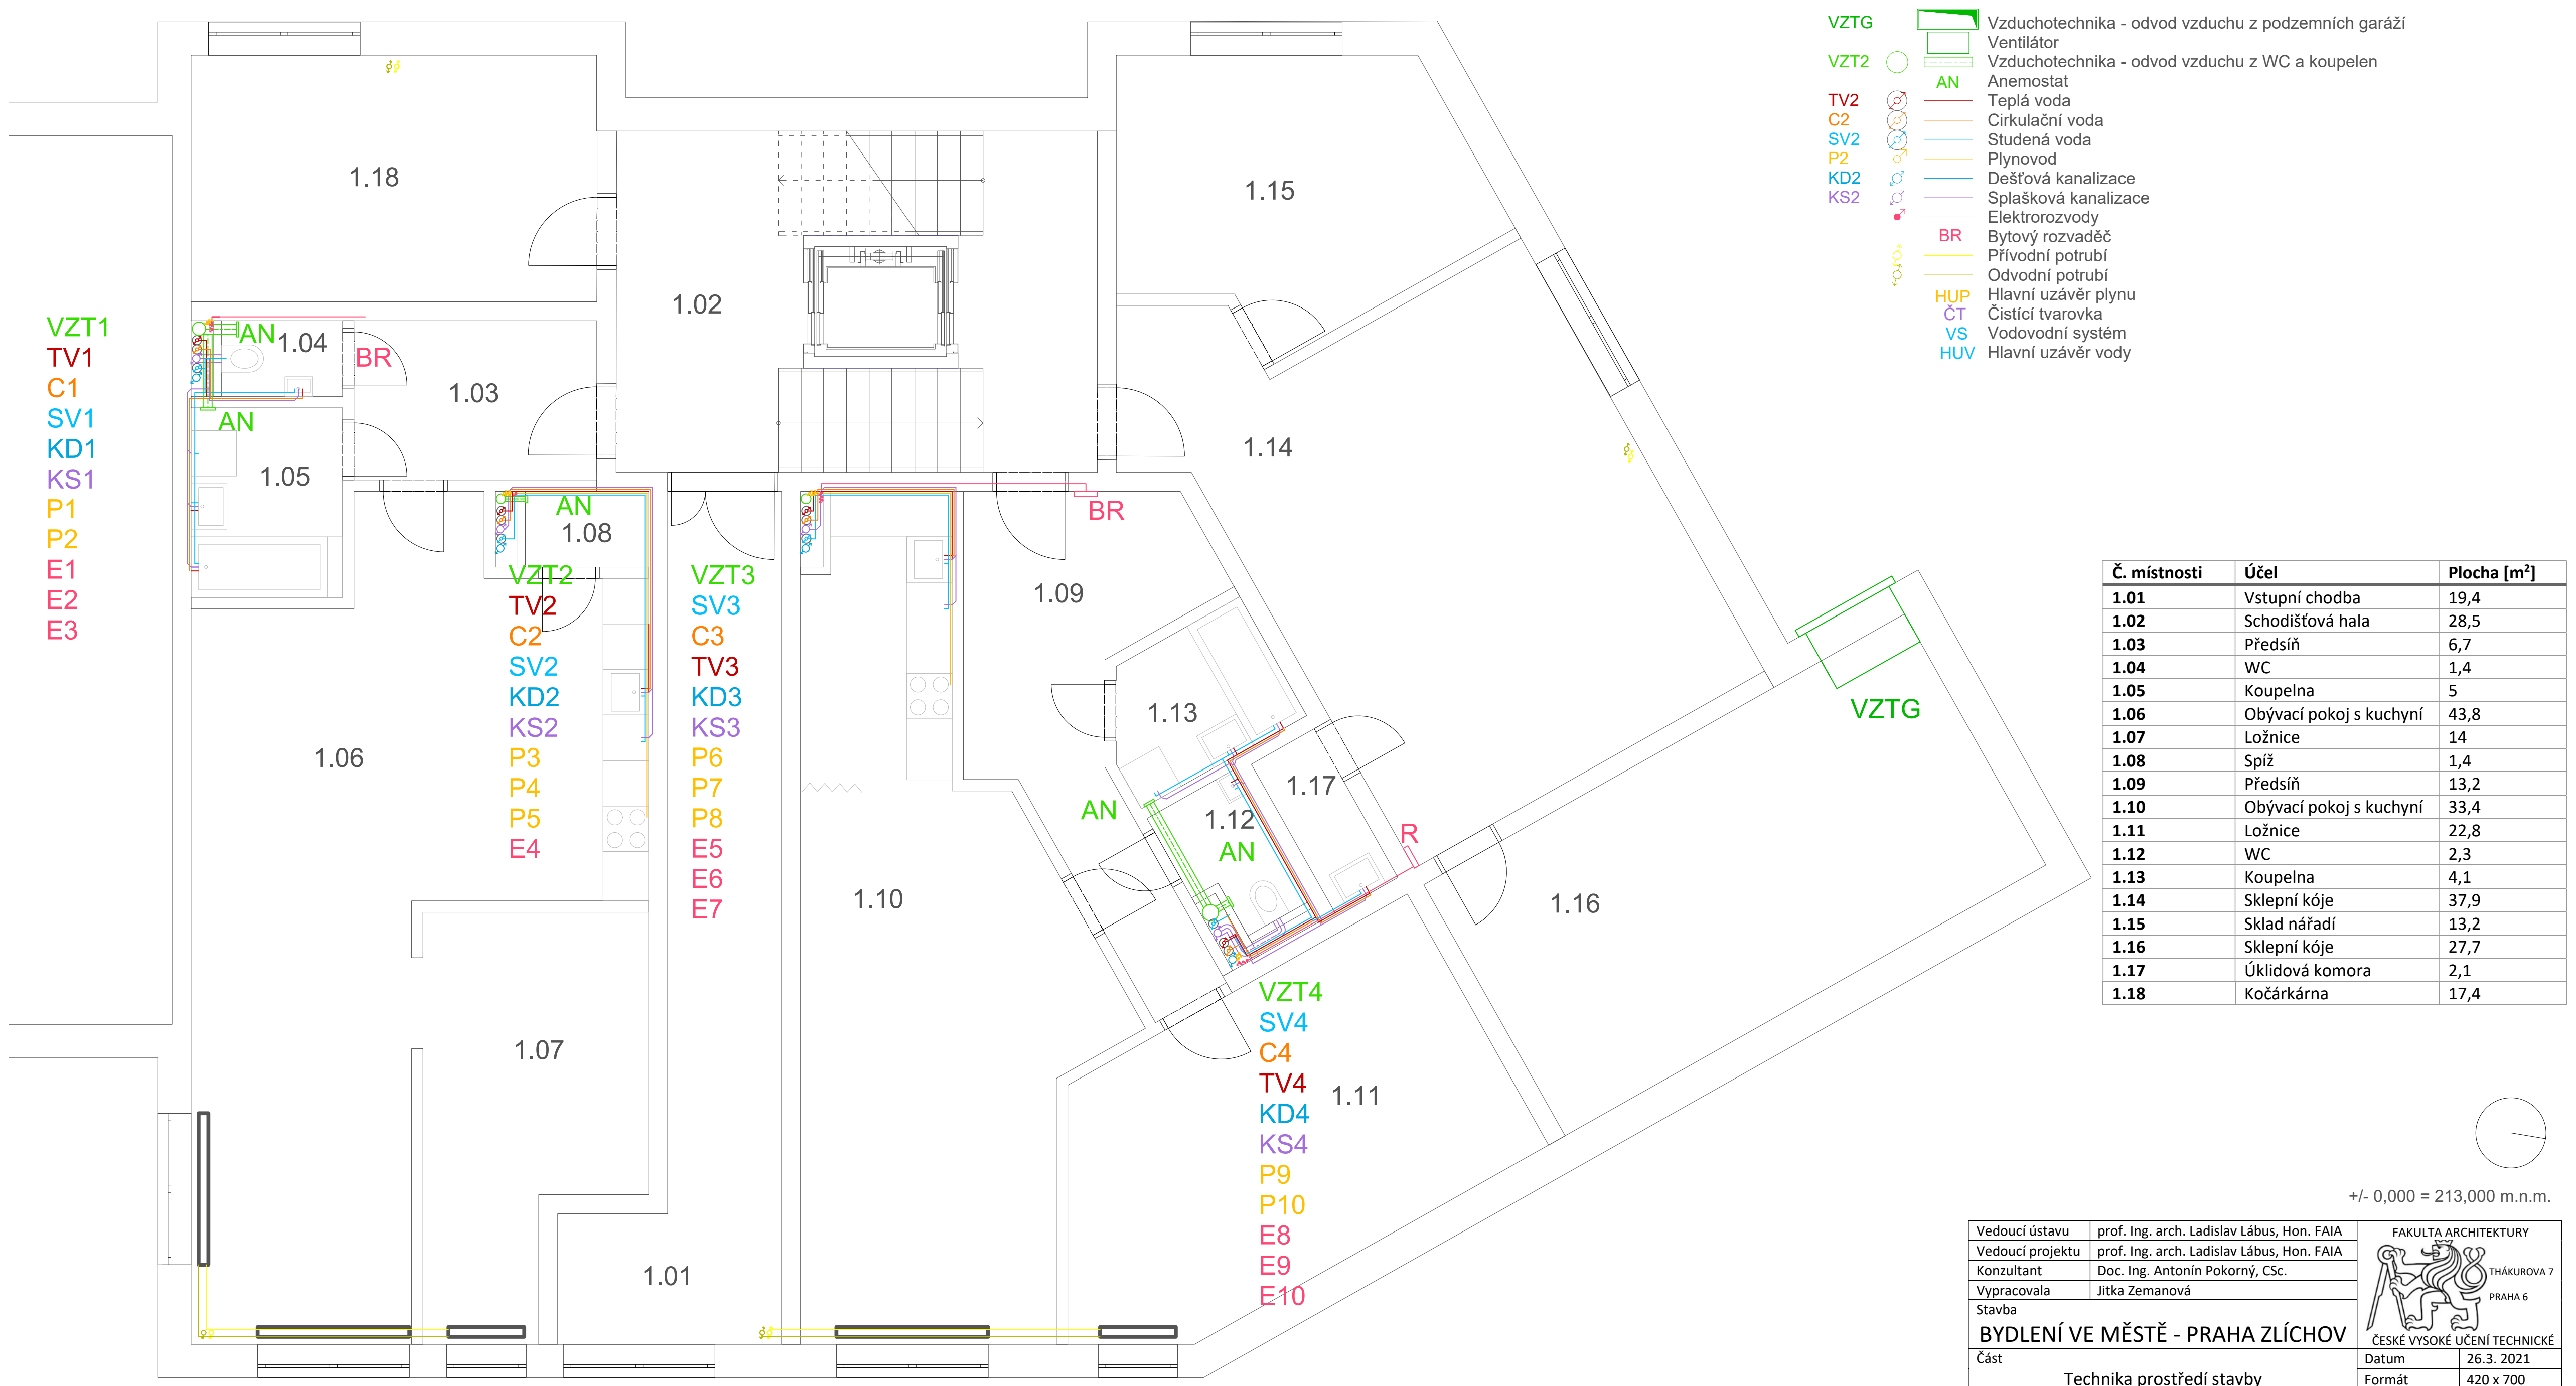 VZTG Vzduchotechnika - odvod vzduchu z podzemních garáží
Ventilátor
VZT2 Vzduchotechnika - odvod vzduchu z WC a koupelen
AN Anemostat
TV2 Teplá voda
C2 Cirkulační voda
SV2 Studená voda
P2 Plynovod
KD2 Dešťová kanalizace
KS2 Splašková kanalizace
Elektrorozvody
BR Bytový rozvaděč
Přívodní potrubí
Odvodní potrubí
HUP Hlavní uzávěr plynu
ČT Čistící tvarovka
VS Vodovodní systém
HUV Hlavní uzávěr vody
1.18
1.15
1.02
VZT1
TV1
C1
SV1
KD1
KS1
P1
P2
E1
E2
E3
AN
1.04
BR
1.03
AN
1.05
1.14
AN
1.08
BR
VZT2
TV2
C2
SV2
KD2
KS2
P3
P4
P5
E4
VZT3
SV3
C3
TV3
KD3
KS3
P6
P7
P8
E5
E6
E7
1.09
1.13
VZTG
1.06
1.17
AN
1.12
AN
R
1.10
1.16
1.07
VZT4
SV4
C4
TV4
KD4
KS4
P9
P10
E8
E9
E10
1.11
1.01
Č. místnosti Účel Plocha [m²]
1.01 Vstupní chodba 19,4
1.02 Schodišťová hala 28,5
1.03 Předsíň 6,7
1.04 WC 1,4
1.05 Koupelna 5
1.06 Obývací pokoj s kuchyní 43,8
1.07 Ložnice 14
1.08 Spíž 1,4
1.09 Předsíň 13,2
1.10 Obývací pokoj s kuchyní 33,4
1.11 Ložnice 22,8
1.12 WC 2,3
1.13 Koupelna 4,1
1.14 Sklepní kóje 37,9
1.15 Sklad nářadí 13,2
1.16 Sklepní kóje 27,7
1.17 Úklidová komora 2,1
1.18 Kočárkárna 17,4
+/- 0,000 = 213,000 m.n.m.
Vedoucí ústavu prof. Ing. arch. Ladislav Lábus, Hon. FAIA
Vedoucí projektu prof. Ing. arch. Ladislav Lábus, Hon. FAIA
Konzultant Doc. Ing. Antonín Pokorný, CSc.
Vypracovala Jitka Zemanová
Stavba
BYDLENÍ VE MĚSTĚ - PRAHA ZLÍCHOV
FAKULTA ARCHITEKTURY
THÁKUROVA 7
PRAHA 6
ČESKÉ VYSOKÉ UČENÍ TECHNICKÉ
Část
Technika prostředí stavby
Datum 26.3. 2021
Formát 420 x 700